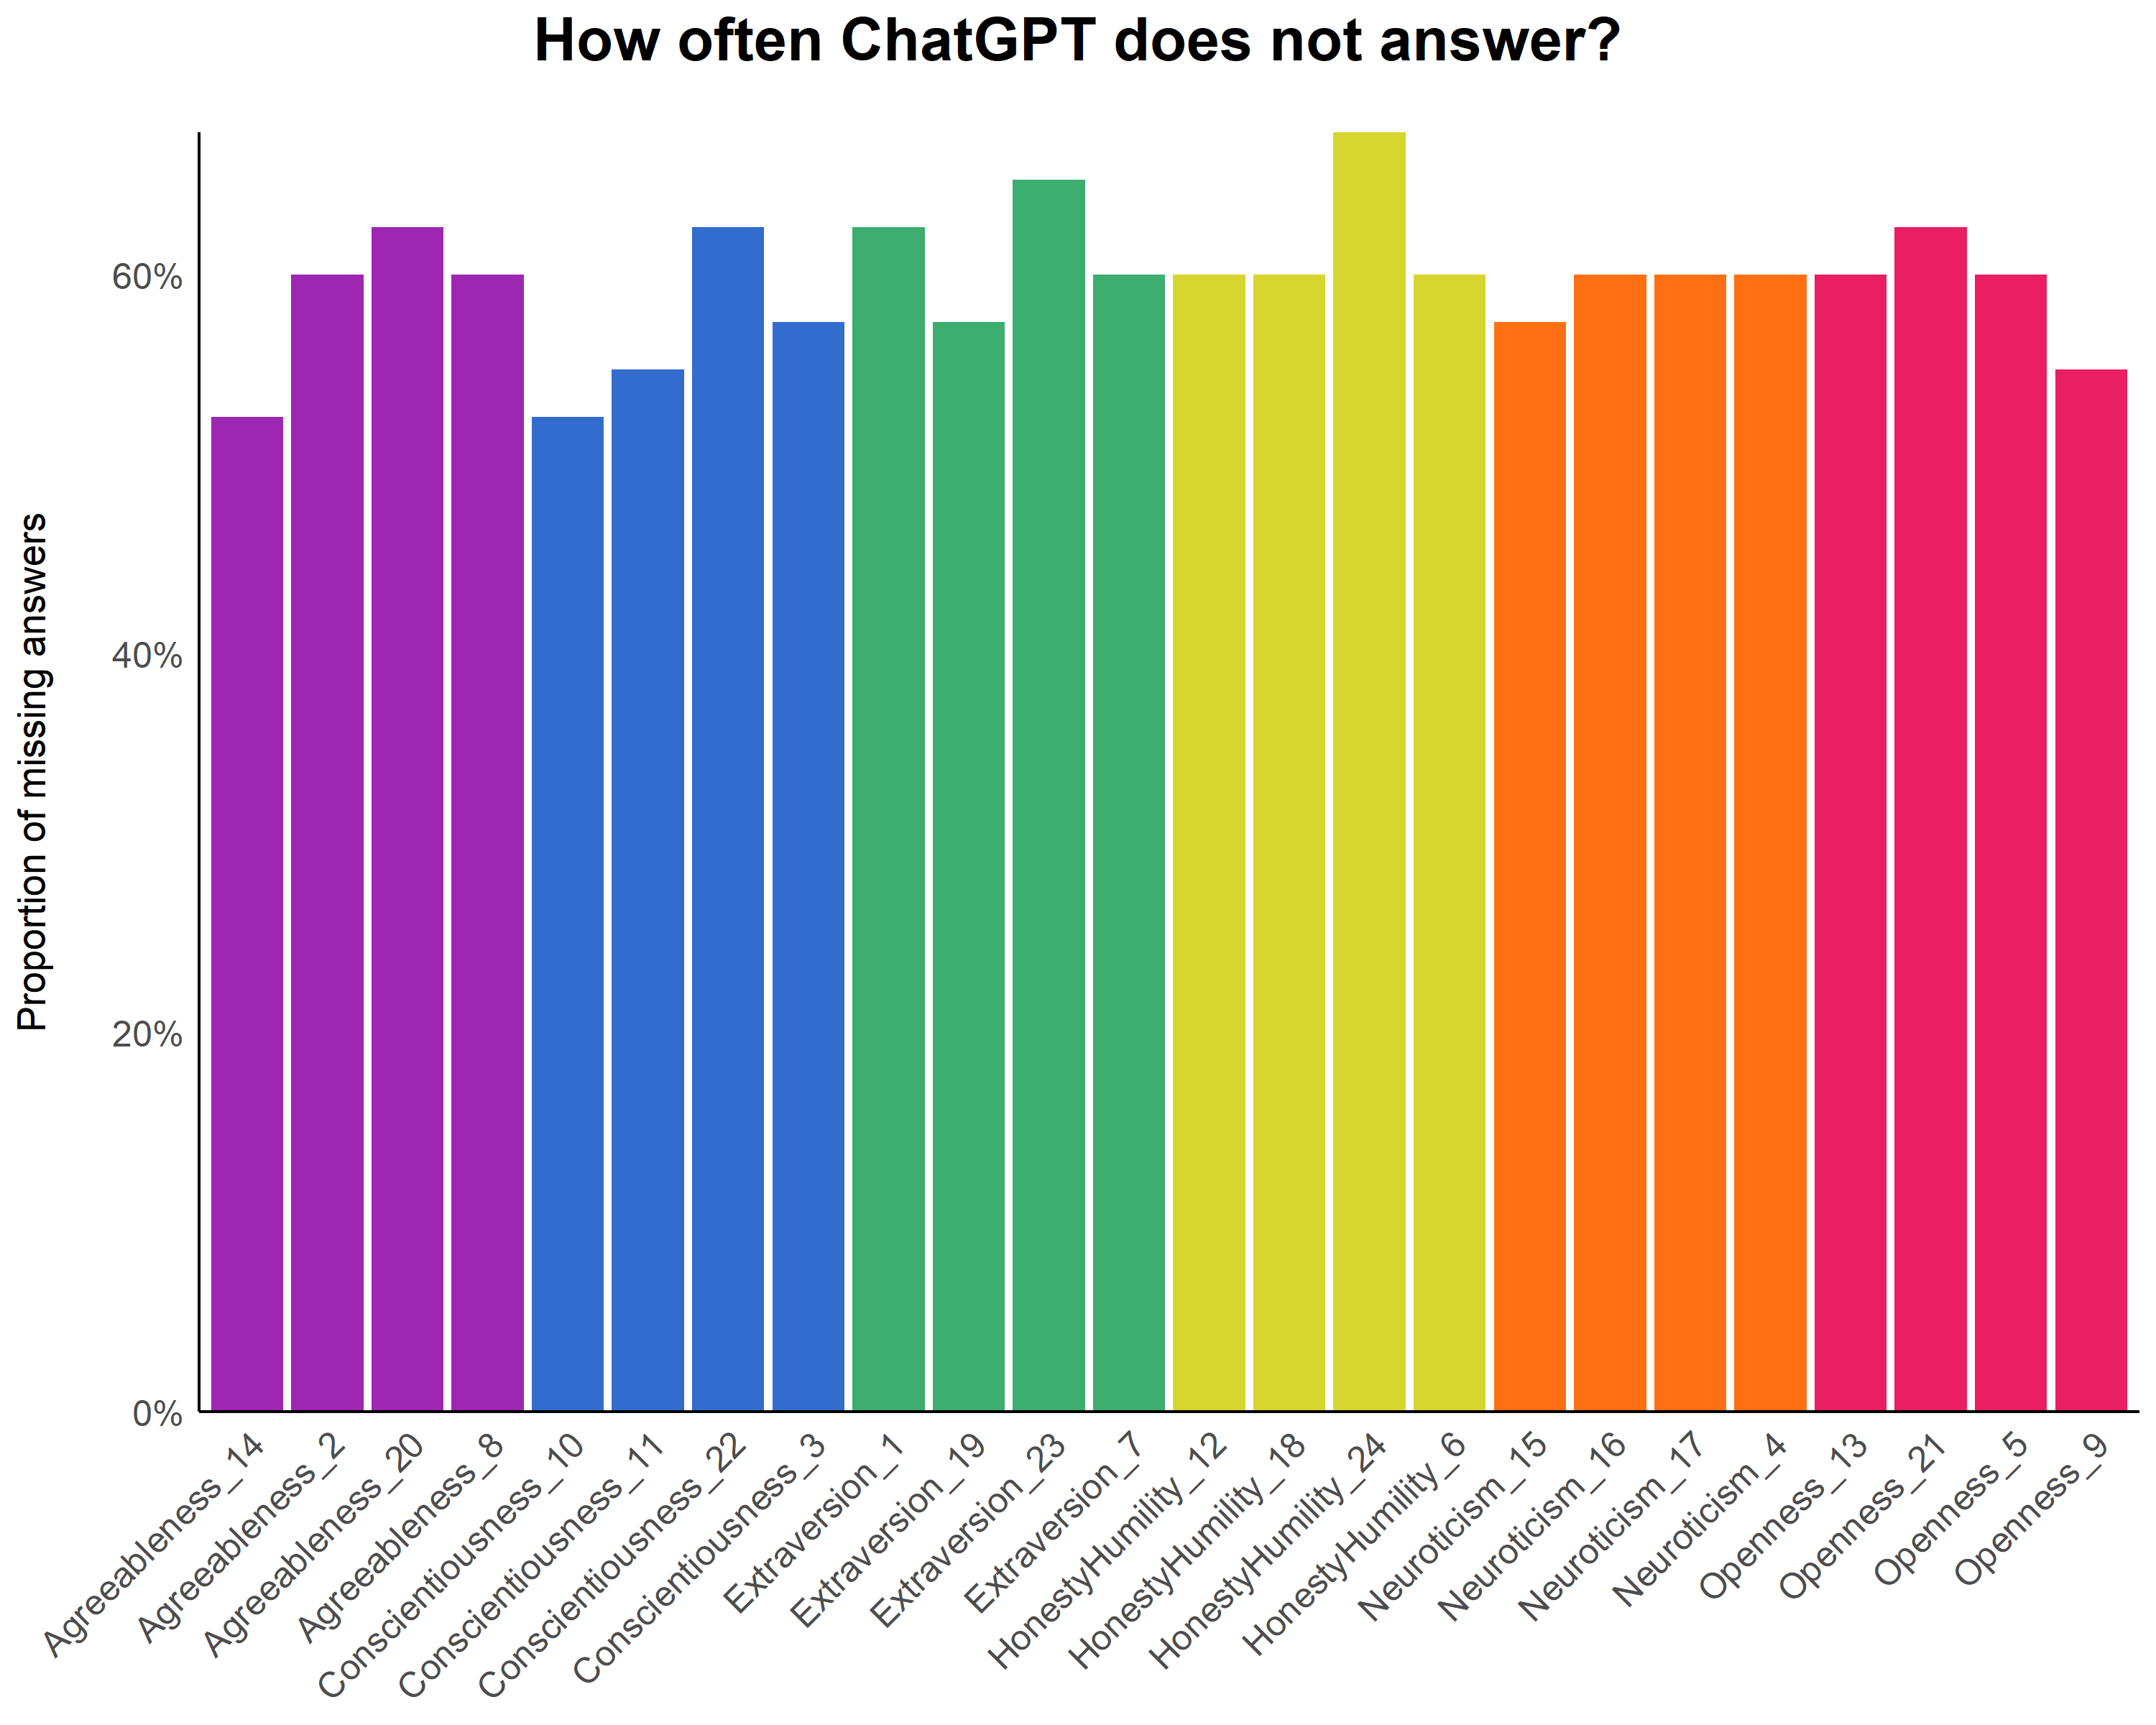 How often ChatGPT does not answer?
Proportion of missing answers
60%
40%
20%
0%
Agreeableness_14
Agreeableness_2
Agreeableness_20
Agreeableness_8
Conscientiousness_10
Conscientiousness_11
Conscientiousness_22
Conscientiousness_3
Extraversion_1
Extraversion_19
Extraversion_23
Extraversion_7
HonestyHumility_12
HonestyHumility_18
HonestyHumility_24
HonestyHumility_6
Neuroticism_15
Neuroticism_16
Neuroticism_17
Neuroticism_4
Openness_13
Openness_21
Openness_5
Openness_9